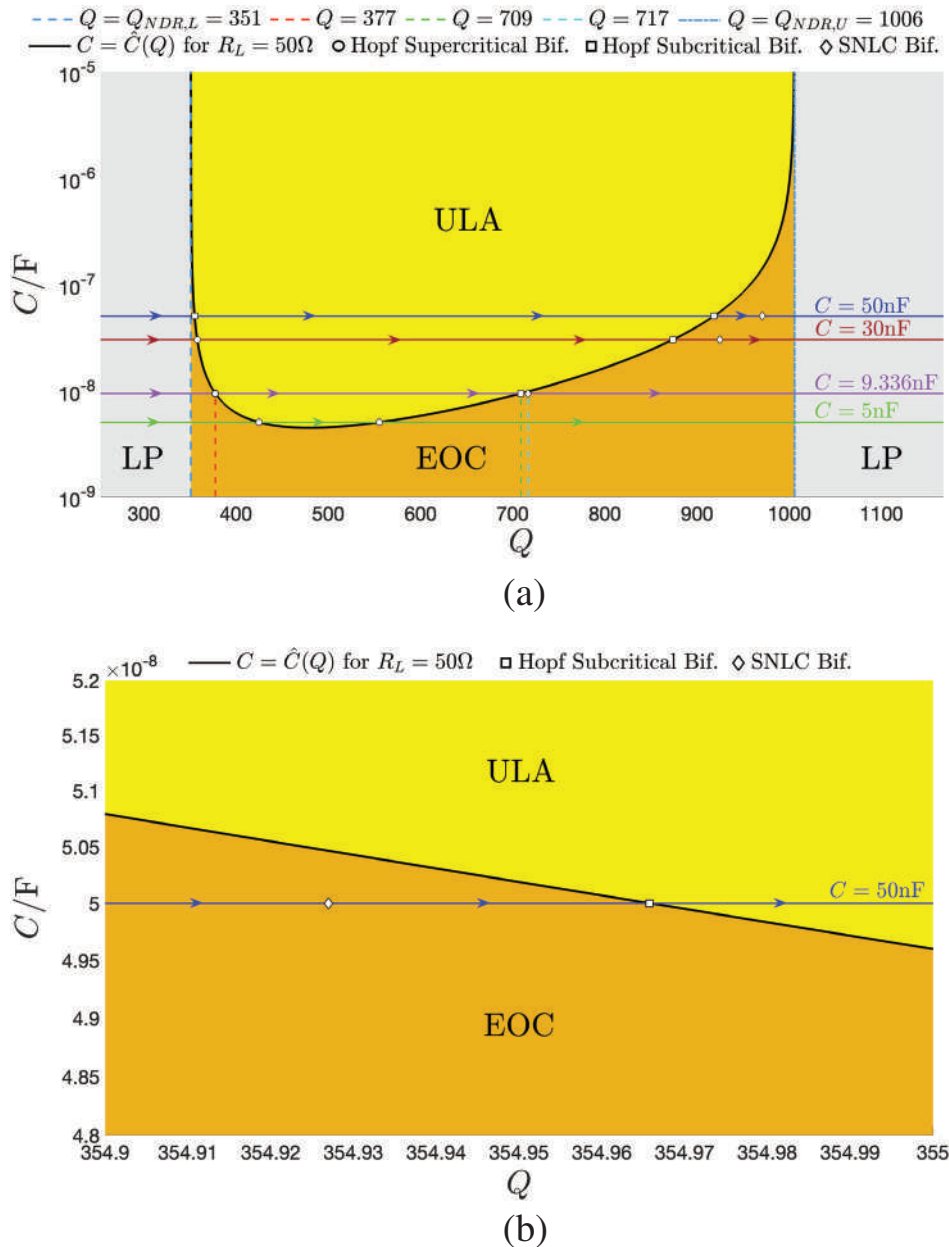 Q = Q_{NDR,L} = 351 Q = 377 Q = 709 Q = 717 Q = Q_{NDR,U} = 1006
C = Ĉ(Q) for R_L = 50Ω Hopf Supercritical Bif. Hopf Subcritical Bif. SNLC Bif.
10^{-5}
10^{-6}
ULA
C/F
10^{-7}
C = 50nF
C = 30nF
10^{-8}
C = 9.336nF
C = 5nF
LP EOC LP
10^{-9}
300 400 500 600 700 800 900 1000 1100
Q
(a)
×10^{-8} C = Ĉ(Q) for R_L = 50Ω Hopf Subcritical Bif. SNLC Bif.
5.2
5.15
ULA
5.1
5.05
C/F
C = 50nF
5
4.95
4.9
EOC
4.85
4.8
354.9 354.91 354.92 354.93 354.94 354.95 354.96 354.97 354.98 354.99 355
Q
(b)